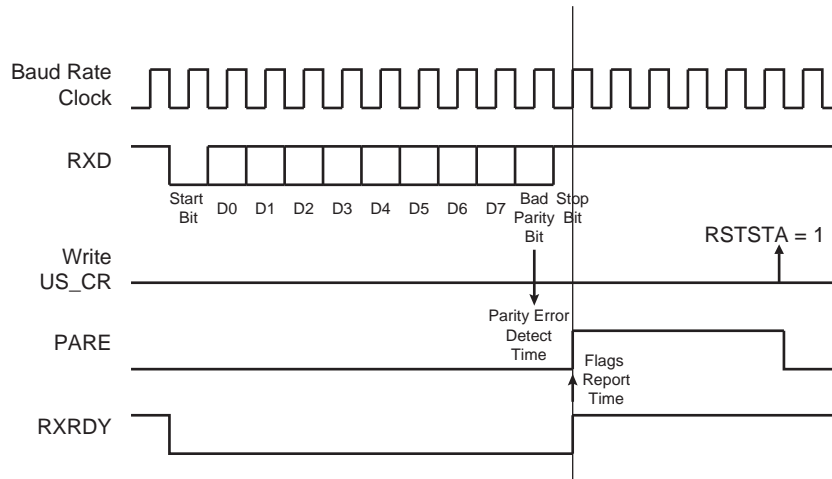 Baud Rate
Clock
RXD
Start
Bit
D0 D1 D2 D3 D4 D5 D6 D7
Bad
Parity
Bit
Stop
Bit
RSTSTA = 1
Write
US_CR
Parity Error
Detect
Time
PARE
Flags
Report
Time
RXRDY